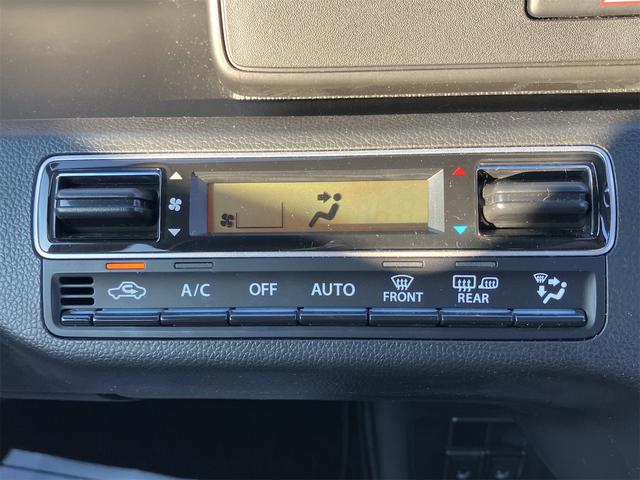 A/C OFF AUTO FRONT REAR